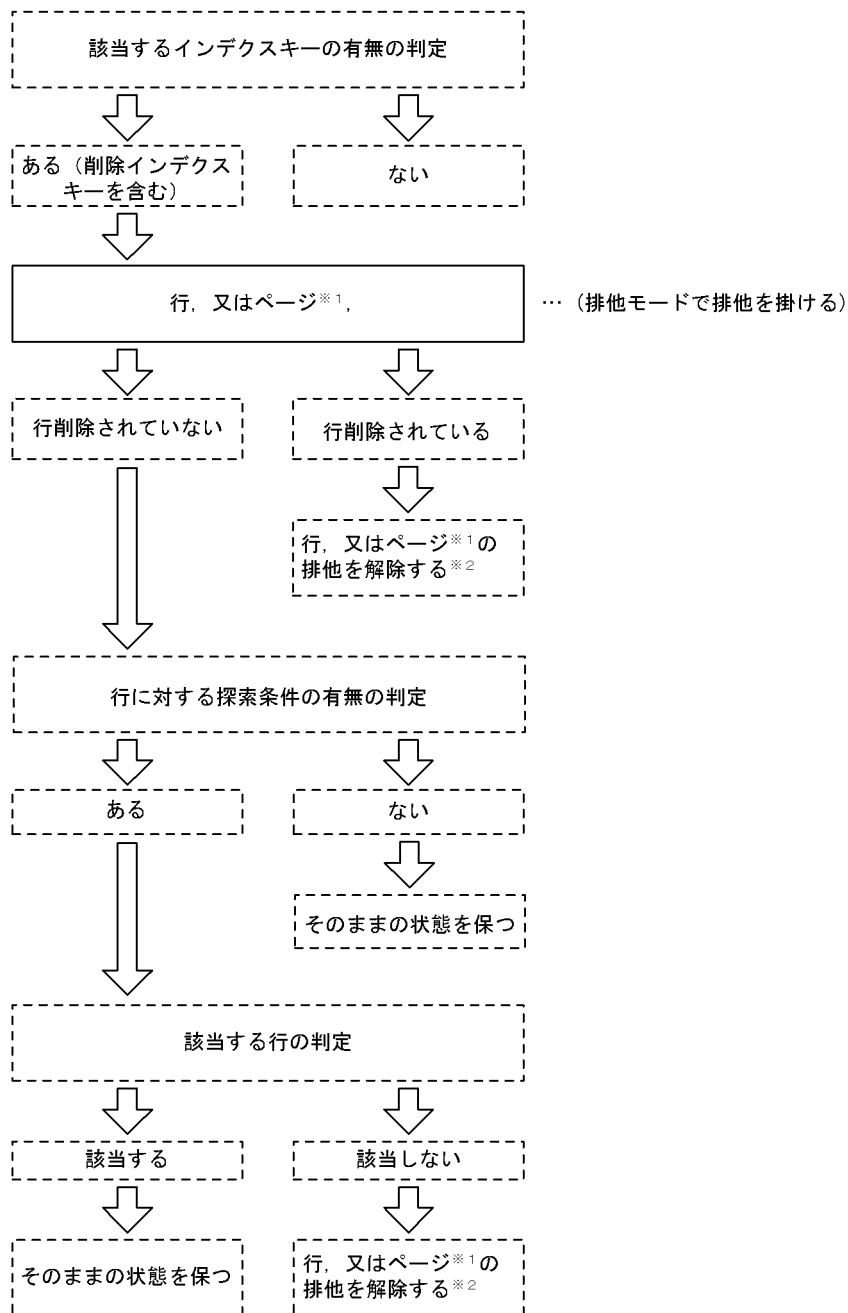 該当するインデクスキーの有無の判定
ある（削除インデクス
キーを含む）
ない
行，又はページ※1，
…（排他モードで排他を掛ける）
行削除されていない
行削除されている
行，又はページ※1の
排他を解除する※2
行に対する探索条件の有無の判定
ある
ない
そのままの状態を保つ
該当する行の判定
該当する
該当しない
そのままの状態を保つ
行，又はページ※1の
排他を解除する※2